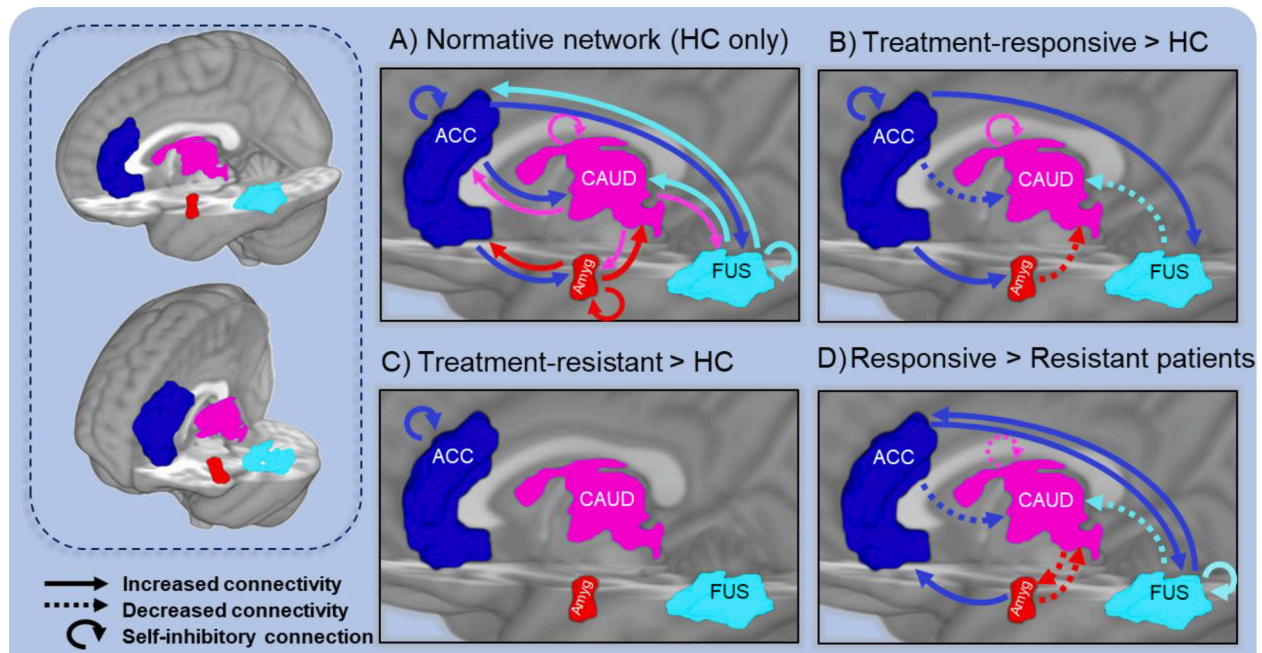 A) Normative network (HC only)
ACC
CAUD
Amyg
FUS
B) Treatment-responsive > HC
ACC
CAUD
Amyg
FUS
C) Treatment-resistant > HC
ACC
CAUD
Amyg
FUS
D) Responsive > Resistant patients
ACC
CAUD
Amyg
FUS
Increased connectivity
Decreased connectivity
Self-inhibitory connection